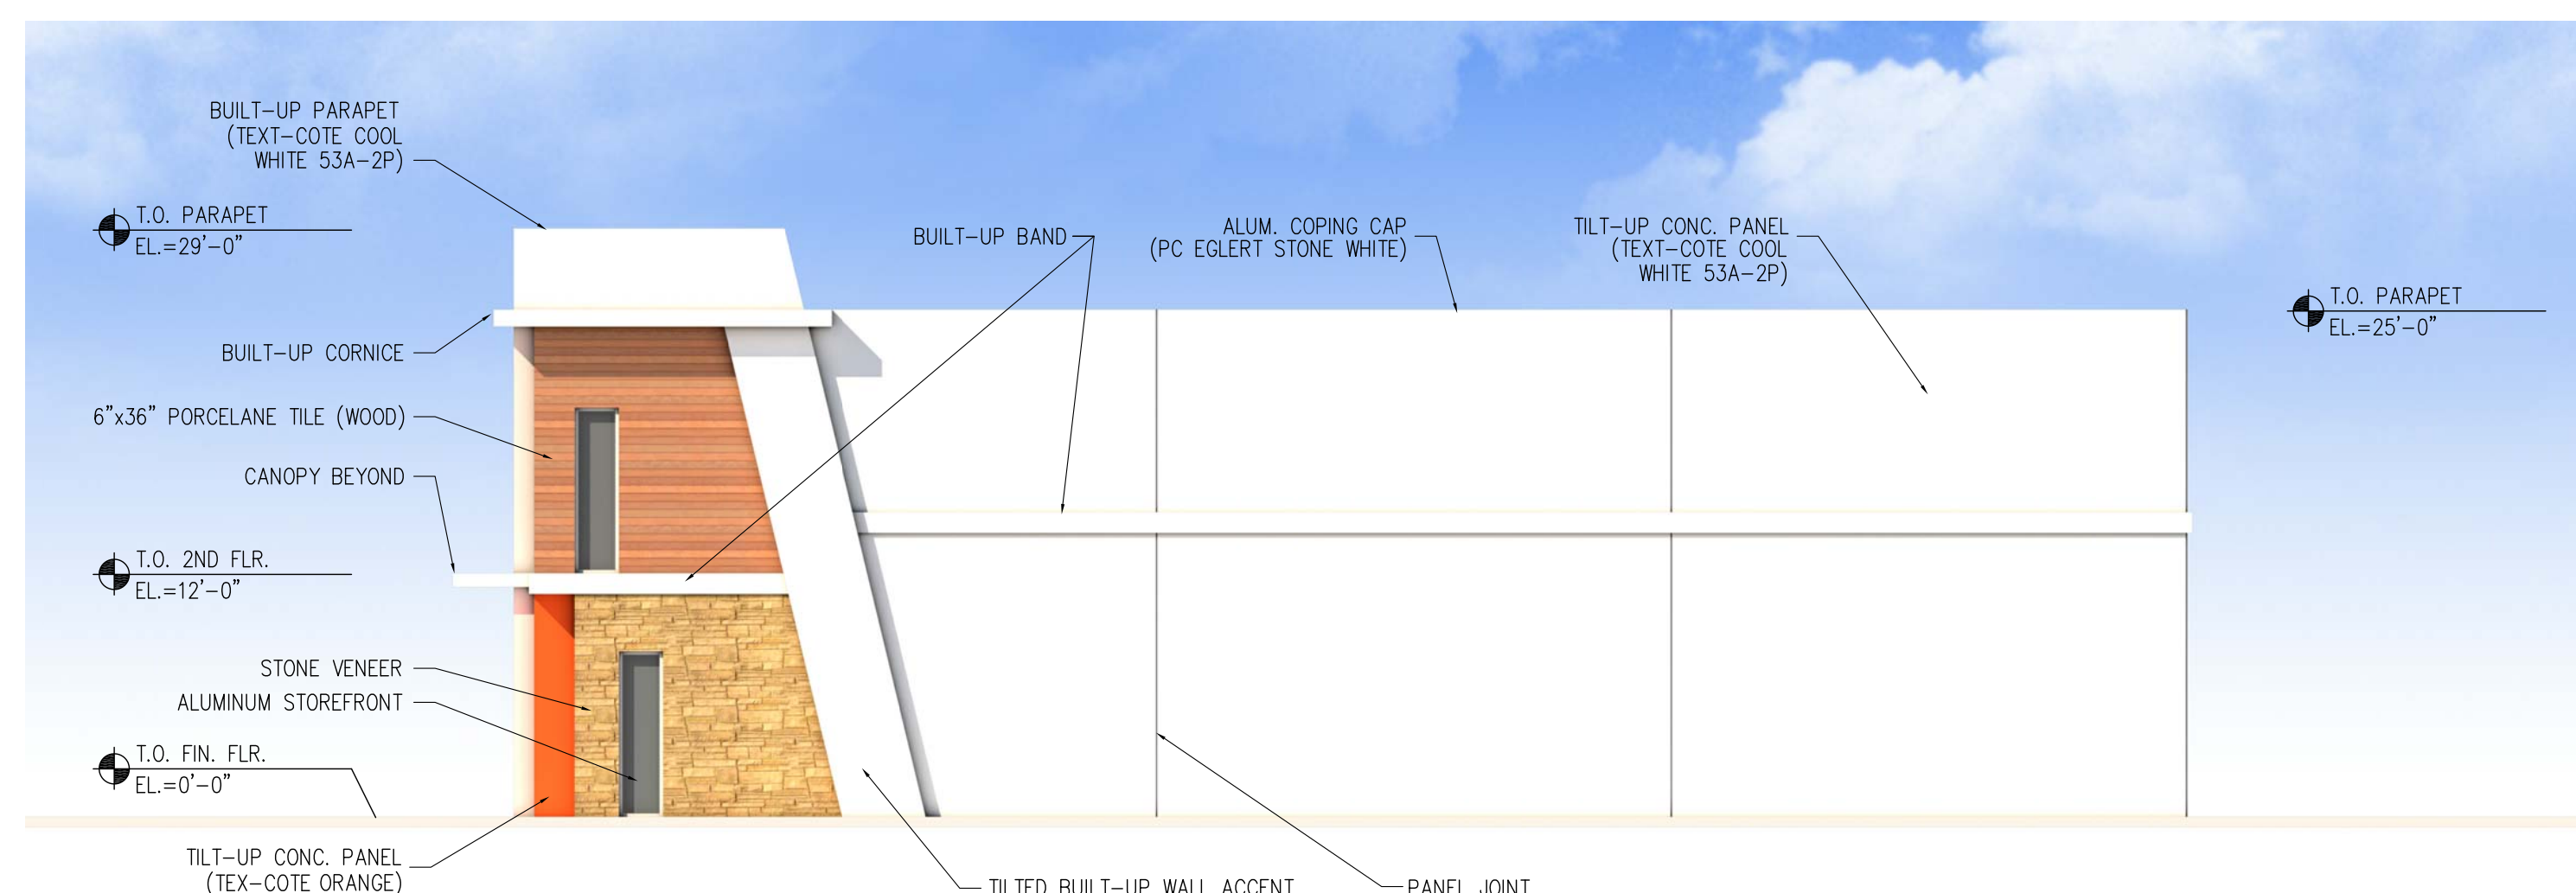 BUILT-UP PARAPET
(TEXT-COTE COOL
WHITE 53A-2P)
T.O. PARAPET
EL.=29'-0"
BUILT-UP BAND
ALUM. COPING CAP
(PC EGLERT STONE WHITE)
TILT-UP CONC. PANEL
(TEXT-COTE COOL
WHITE 53A-2P)
T.O. PARAPET
EL.=25'-0"
BUILT-UP CORNICE
6"x36" PORCELANE TILE (WOOD)
CANOPY BEYOND
T.O. 2ND FLR.
EL.=12'-0"
STONE VENEER
ALUMINUM STOREFRONT
T.O. FIN. FLR.
EL.=0'-0"
TILT-UP CONC. PANEL
(TEX-COTE ORANGE)
TILTED BUILT-UP WALL ACCENT
PANEL JOINT